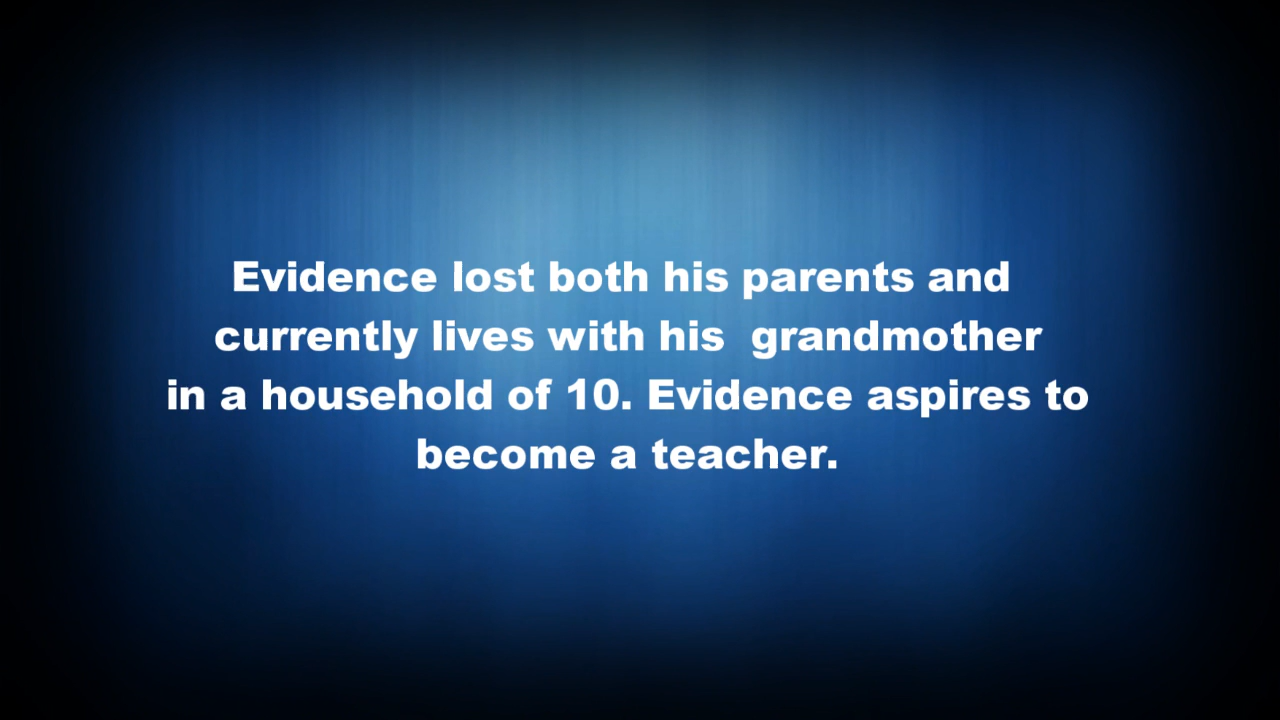 Evidence lost both his parents and
currently lives with his  grandmother
in a household of 10. Evidence aspires to
become a teacher.